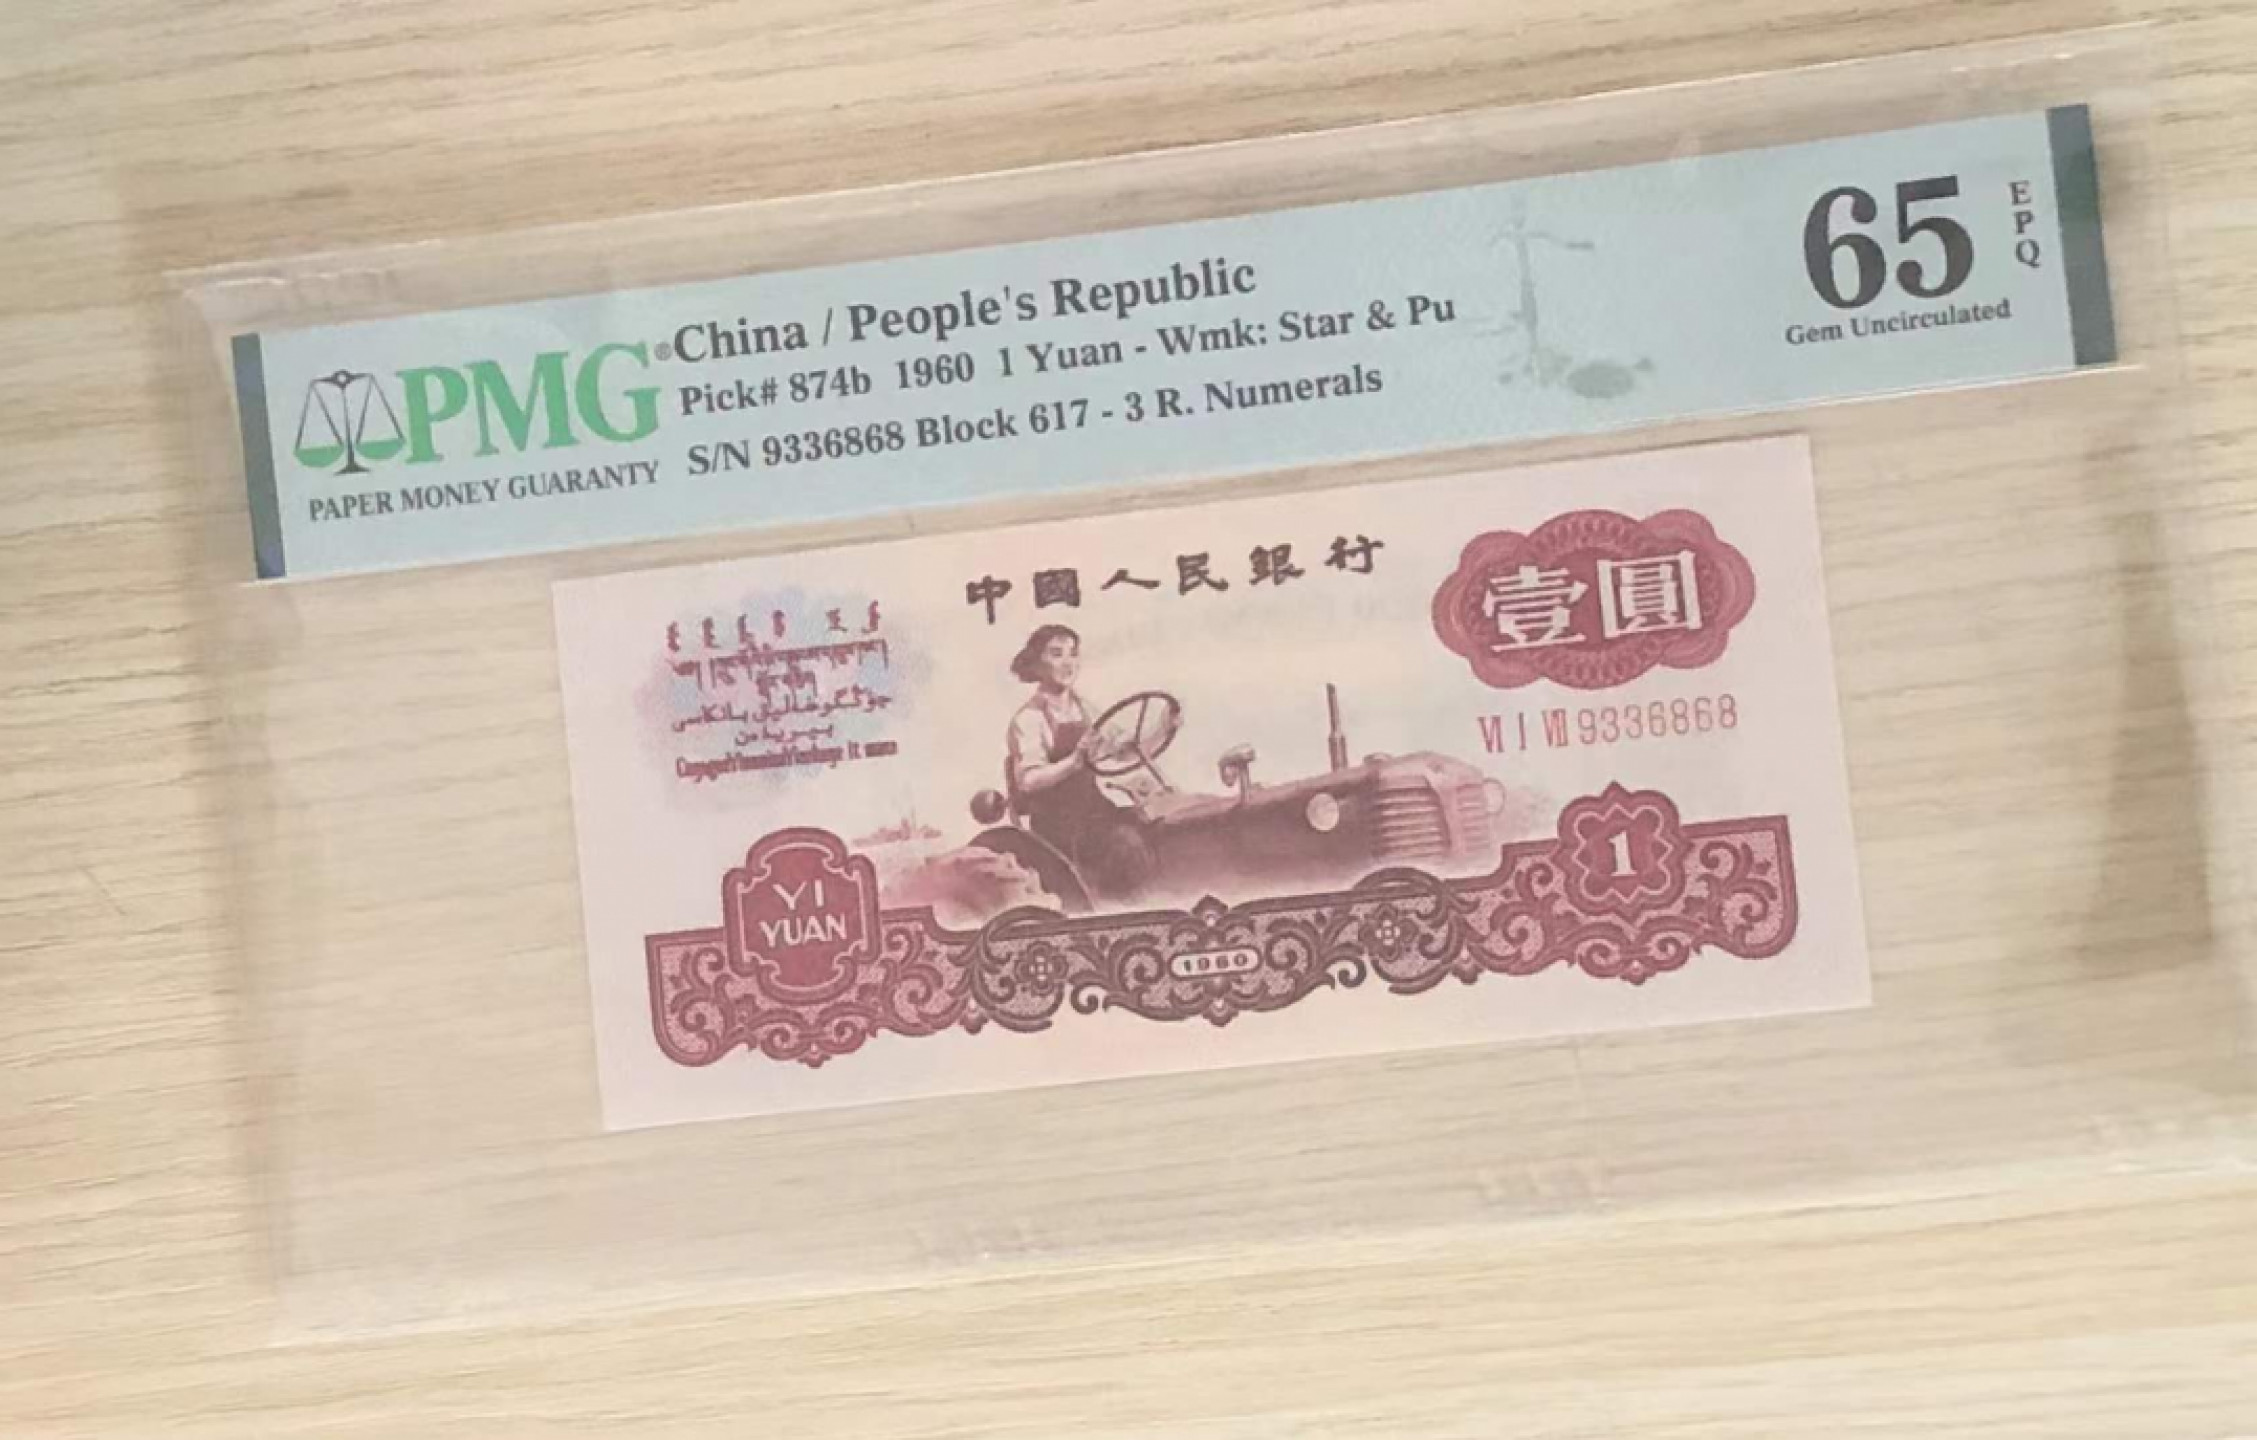 PMG®
PAPER MONEY GUARANTY
China / People's Republic
Pick# 874b 1960 1 Yuan - Wmk: Star & Pu
S/N 9336868 Block 617 - 3 R. Numerals
65
EPQ
Gem Uncirculated
中國人民銀行
壹圓
Ⅵ Ⅰ Ⅶ 9336868
YI
YUAN
1
1960